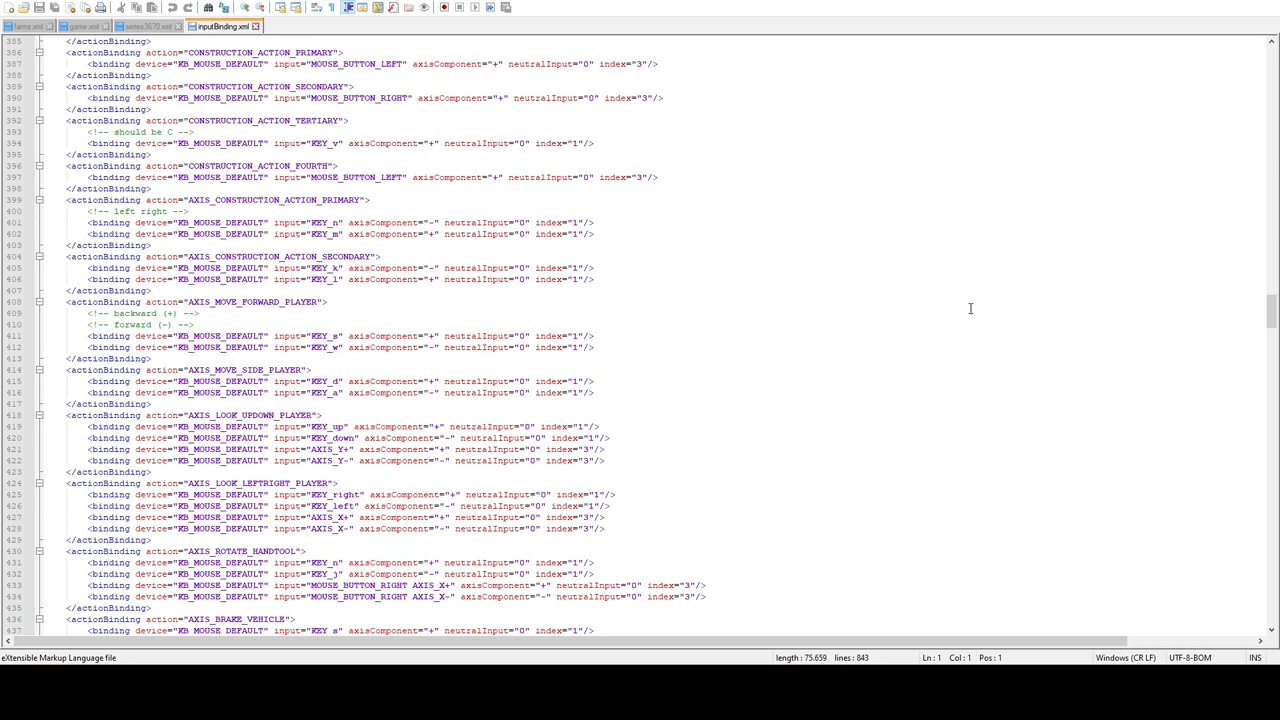 farms.xml game.xml series3670.xml inputBinding.xml
385 </actionBinding>
386 <actionBinding action="CONSTRUCTION_ACTION_PRIMARY">
387 <binding device="KB_MOUSE_DEFAULT" input="MOUSE_BUTTON_LEFT" axisComponent="+" neutralInput="0" index="3"/>
388 </actionBinding>
389 <actionBinding action="CONSTRUCTION_ACTION_SECONDARY">
390 <binding device="KB_MOUSE_DEFAULT" input="MOUSE_BUTTON_RIGHT" axisComponent="+" neutralInput="0" index="3"/>
391 </actionBinding>
392 <actionBinding action="CONSTRUCTION_ACTION_TERTIARY">
393 <!-- should be C -->
394 <binding device="KB_MOUSE_DEFAULT" input="KEY_v" axisComponent="+" neutralInput="0" index="1"/>
395 </actionBinding>
396 <actionBinding action="CONSTRUCTION_ACTION_FOURTH">
397 <binding device="KB_MOUSE_DEFAULT" input="MOUSE_BUTTON_LEFT" axisComponent="+" neutralInput="0" index="3"/>
398 </actionBinding>
399 <actionBinding action="AXIS_CONSTRUCTION_ACTION_PRIMARY">
400 <!-- left right -->
401 <binding device="KB_MOUSE_DEFAULT" input="KEY_n" axisComponent="-" neutralInput="0" index="1"/>
402 <binding device="KB_MOUSE_DEFAULT" input="KEY_m" axisComponent="+" neutralInput="0" index="1"/>
403 </actionBinding>
404 <actionBinding action="AXIS_CONSTRUCTION_ACTION_SECONDARY">
405 <binding device="KB_MOUSE_DEFAULT" input="KEY_k" axisComponent="-" neutralInput="0" index="1"/>
406 <binding device="KB_MOUSE_DEFAULT" input="KEY_l" axisComponent="+" neutralInput="0" index="1"/>
407 </actionBinding>
408 <actionBinding action="AXIS_MOVE_FORWARD_PLAYER">
409 <!-- backward (+) -->
410 <!-- forward (-) -->
411 <binding device="KB_MOUSE_DEFAULT" input="KEY_s" axisComponent="+" neutralInput="0" index="1"/>
412 <binding device="KB_MOUSE_DEFAULT" input="KEY_w" axisComponent="-" neutralInput="0" index="1"/>
413 </actionBinding>
414 <actionBinding action="AXIS_MOVE_SIDE_PLAYER">
415 <binding device="KB_MOUSE_DEFAULT" input="KEY_d" axisComponent="+" neutralInput="0" index="1"/>
416 <binding device="KB_MOUSE_DEFAULT" input="KEY_a" axisComponent="-" neutralInput="0" index="1"/>
417 </actionBinding>
418 <actionBinding action="AXIS_LOOK_UPDOWN_PLAYER">
419 <binding device="KB_MOUSE_DEFAULT" input="KEY_up" axisComponent="+" neutralInput="0" index="1"/>
420 <binding device="KB_MOUSE_DEFAULT" input="KEY_down" axisComponent="-" neutralInput="0" index="1"/>
421 <binding device="KB_MOUSE_DEFAULT" input="AXIS_Y+" axisComponent="+" neutralInput="0" index="3"/>
422 <binding device="KB_MOUSE_DEFAULT" input="AXIS_Y-" axisComponent="-" neutralInput="0" index="3"/>
423 </actionBinding>
424 <actionBinding action="AXIS_LOOK_LEFTRIGHT_PLAYER">
425 <binding device="KB_MOUSE_DEFAULT" input="KEY_right" axisComponent="+" neutralInput="0" index="1"/>
426 <binding device="KB_MOUSE_DEFAULT" input="KEY_left" axisComponent="-" neutralInput="0" index="1"/>
427 <binding device="KB_MOUSE_DEFAULT" input="AXIS_X+" axisComponent="+" neutralInput="0" index="3"/>
428 <binding device="KB_MOUSE_DEFAULT" input="AXIS_X-" axisComponent="-" neutralInput="0" index="3"/>
429 </actionBinding>
430 <actionBinding action="AXIS_ROTATE_HANDTOOL">
431 <binding device="KB_MOUSE_DEFAULT" input="KEY_n" axisComponent="+" neutralInput="0" index="1"/>
432 <binding device="KB_MOUSE_DEFAULT" input="KEY_j" axisComponent="-" neutralInput="0" index="1"/>
433 <binding device="KB_MOUSE_DEFAULT" input="MOUSE_BUTTON_RIGHT AXIS_X+" axisComponent="+" neutralInput="0" index="3"/>
434 <binding device="KB_MOUSE_DEFAULT" input="MOUSE_BUTTON_RIGHT AXIS_X-" axisComponent="-" neutralInput="0" index="3"/>
435 </actionBinding>
436 <actionBinding action="AXIS_BRAKE_VEHICLE">
437 <binding device="KB_MOUSE_DEFAULT" input="KEY_s" axisComponent="+" neutralInput="0" index="1"/>
eXtensible Markup Language file length : 75.659 lines : 843 Ln : 1 Col : 1 Pos : 1 Windows (CR LF) UTF-8-BOM INS